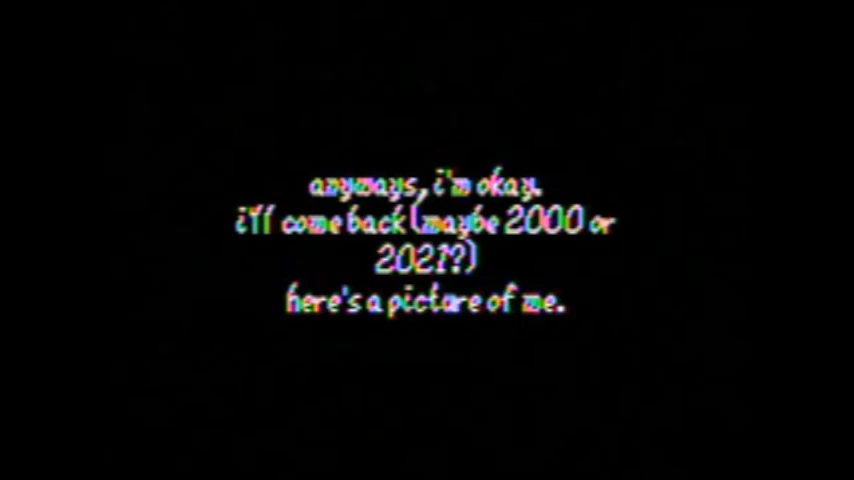 anyways, i'm okay.
i'll come back (maybe 2000 or
2021?)
here's a picture of me.